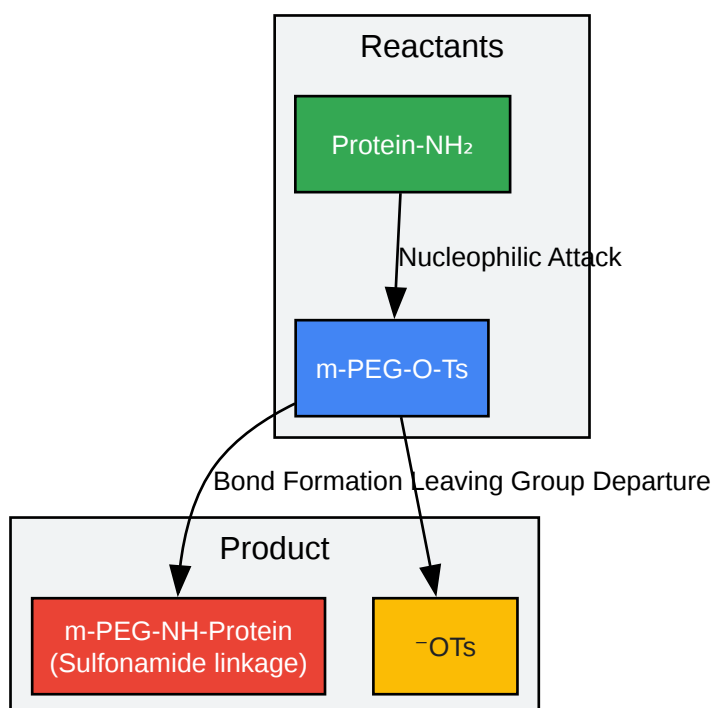 Reactants
Protein-NH₂
Nucleophilic Attack
m-PEG-O-Ts
Bond Formation
Leaving Group Departure
Product
m-PEG-NH-Protein
(Sulfonamide linkage)
⁻OTs